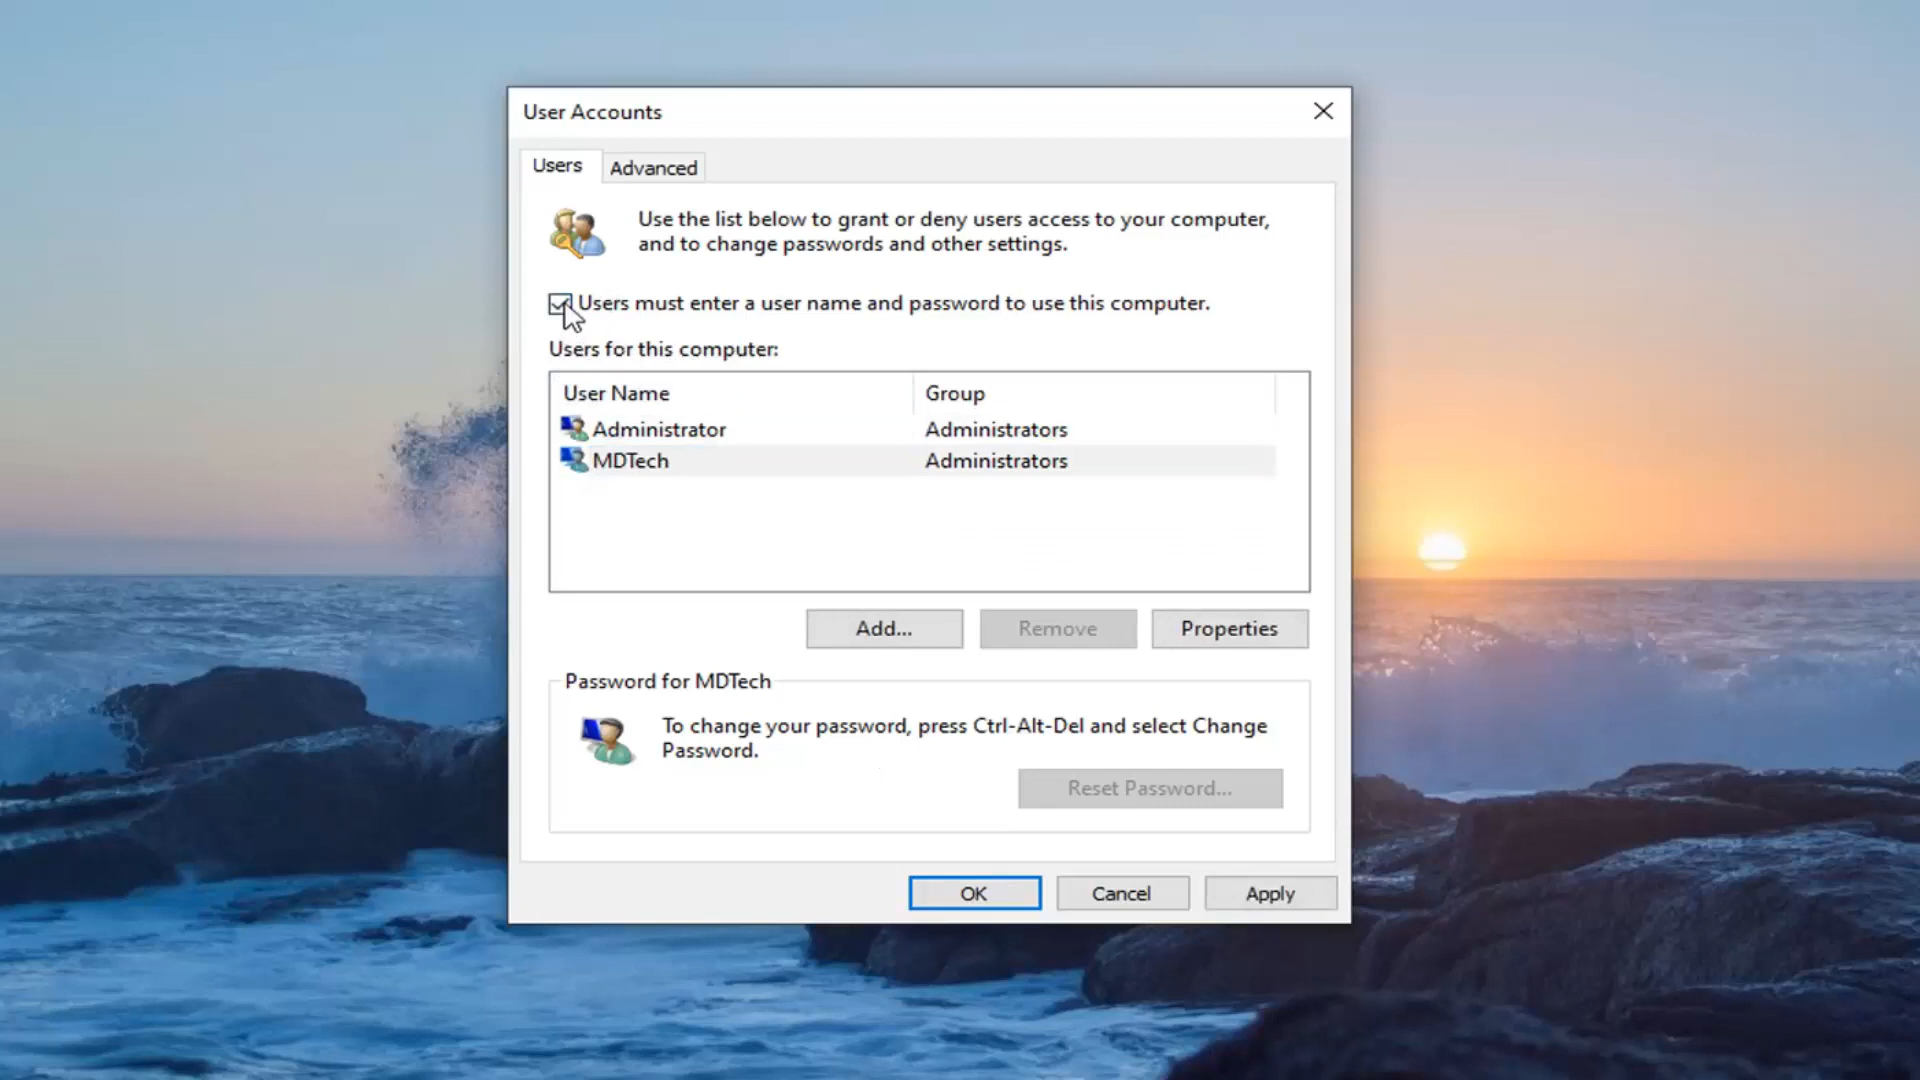 User Accounts
Users
Advanced
Use the list below to grant or deny users access to your computer,
and to change passwords and other settings.
Users must enter a user name and password to use this computer.
Users for this computer:
User Name Group
Administrator Administrators
MDTech Administrators
Add... Remove Properties
Password for MDTech
To change your password, press Ctrl-Alt-Del and select Change
Password.
Reset Password...
OK Cancel Apply